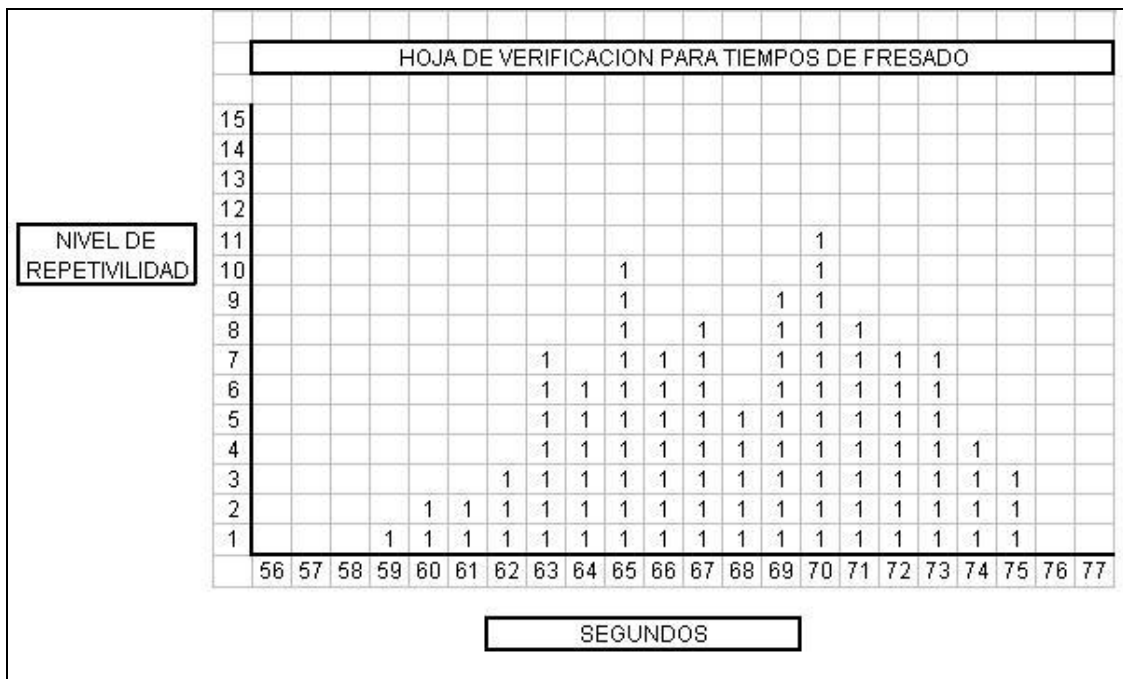 HOJA DE VERIFICACION PARA TIEMPOS DE FRESADO
15
14
13
12
NIVEL DE 11 1
REPETIVILIDAD 10 1 1
9 1 1 1
8 1 1 1 1 1
7 1 1 1 1 1 1 1 1 1
6 1 1 1 1 1 1 1 1 1 1
5 1 1 1 1 1 1 1 1 1 1 1
4 1 1 1 1 1 1 1 1 1 1 1 1
3 1 1 1 1 1 1 1 1 1 1 1 1 1 1
2 1 1 1 1 1 1 1 1 1 1 1 1 1 1 1 1
1 1 1 1 1 1 1 1 1 1 1 1 1 1 1 1 1 1
56 57 58 59 60 61 62 63 64 65 66 67 68 69 70 71 72 73 74 75 76 77
SEGUNDOS